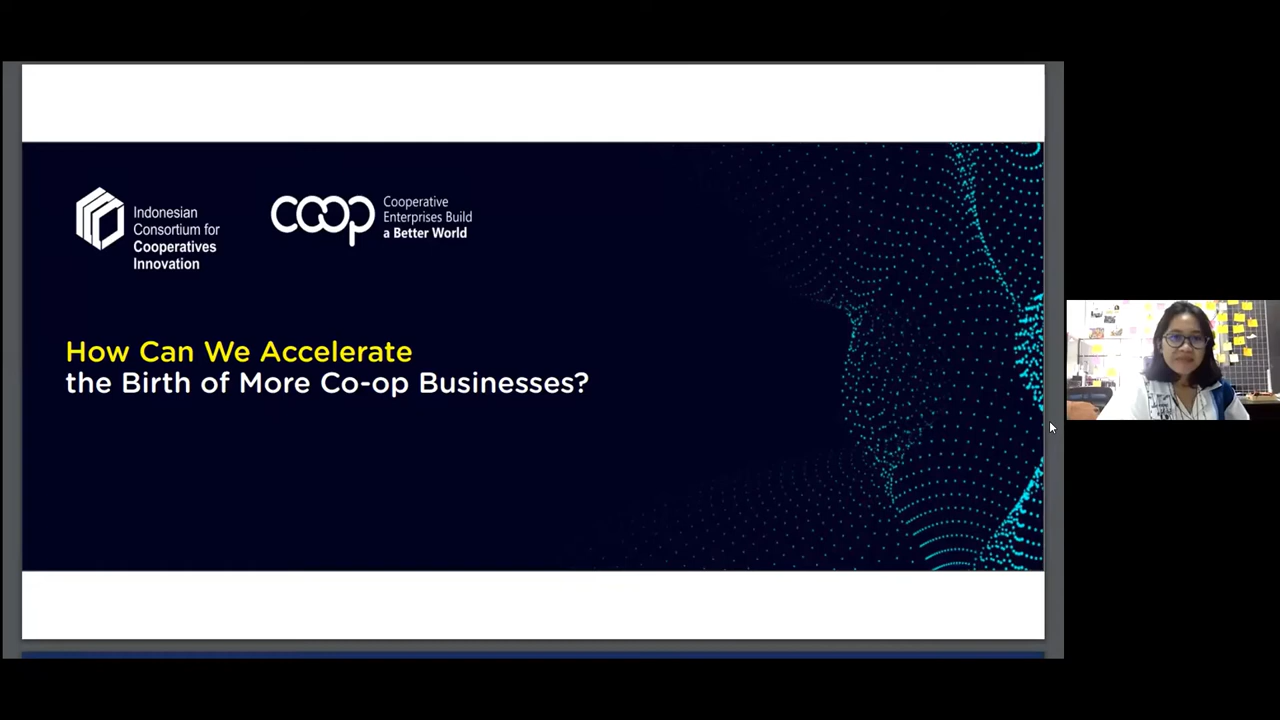 Indonesian
Consortium for
Cooperatives
Innovation
coop
Cooperative
Enterprises Build
a Better World
How Can We Accelerate
the Birth of More Co-op Businesses?